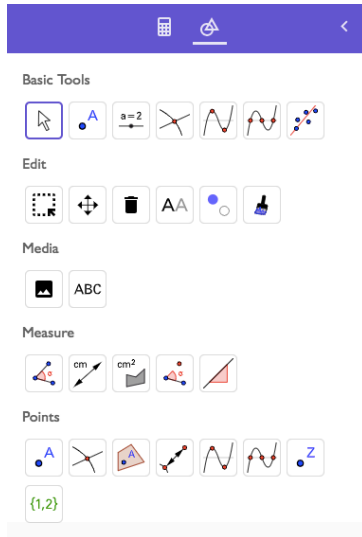 Basic Tools
A a=2
Edit
AA
Media
ABC
Measure
α cm cm² α
Points
A A Z
{1,2}